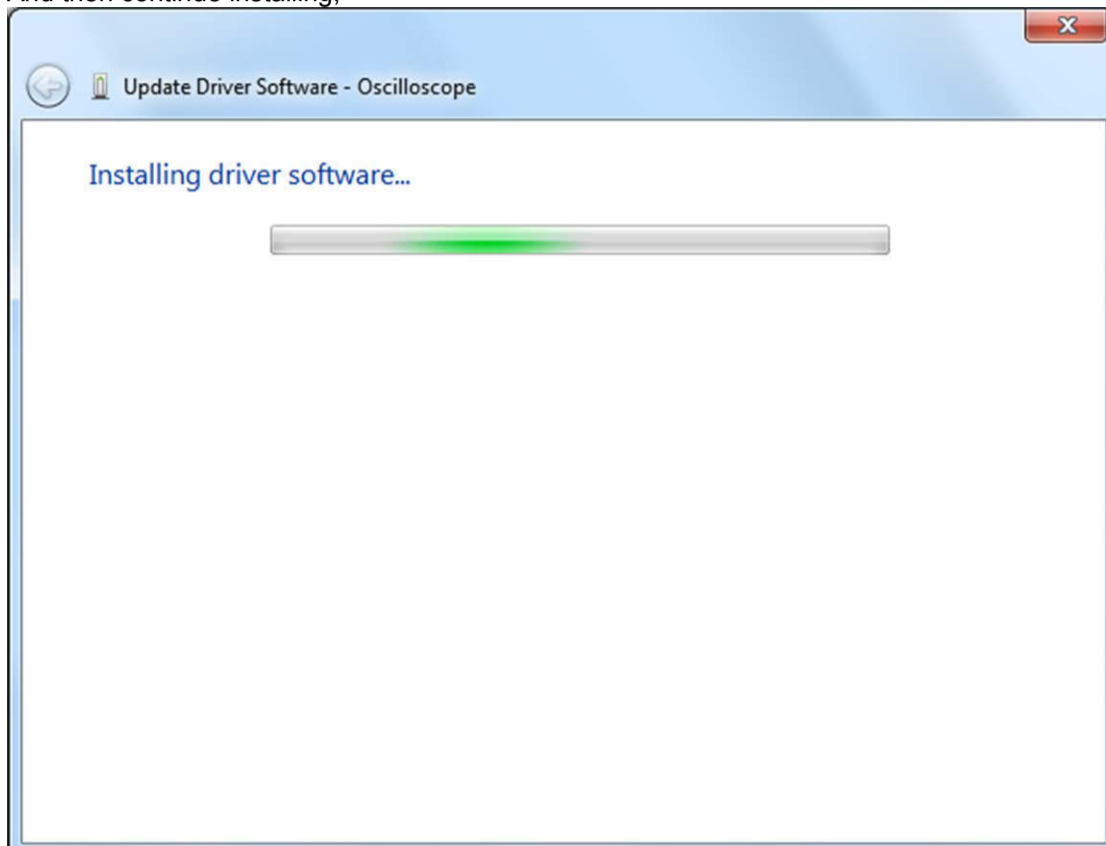 And then continue installing;
Update Driver Software - Oscilloscope
Installing driver software...